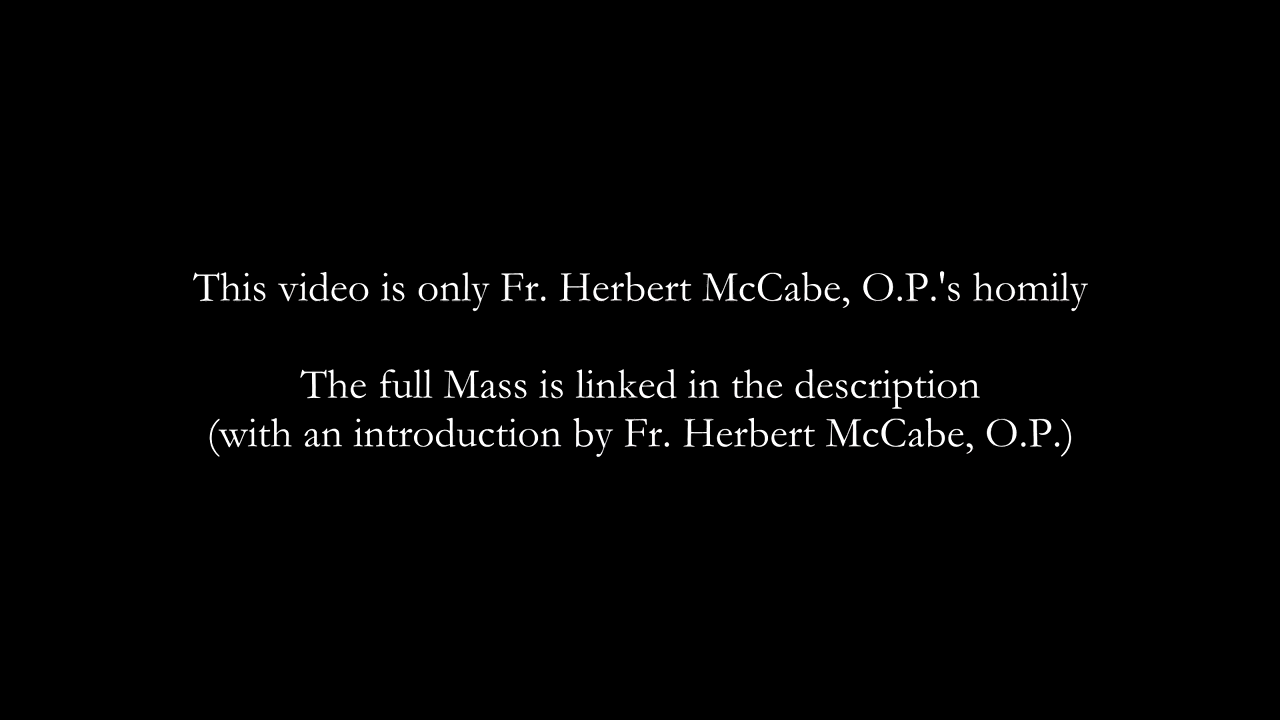 This video is only Fr. Herbert McCabe, O.P.'s homily
The full Mass is linked in the description
(with an introduction by Fr. Herbert McCabe, O.P.)